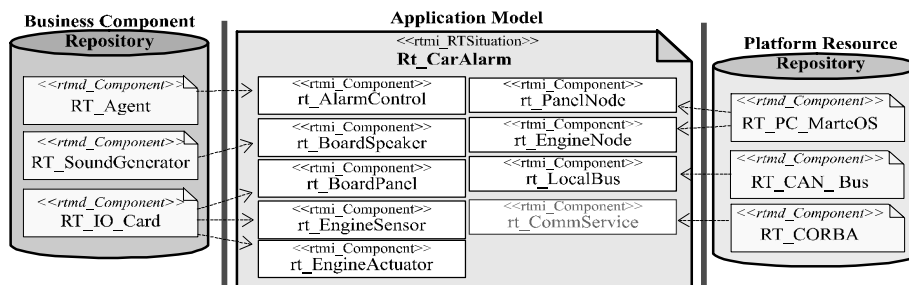 Business Component
Repository
<<rtmd_Component>>
RT_Agent
<<rtmd_Component>>
RT_SoundGenerator
<<rtmd_Component>>
RT_IO_Card
Application Model
<<rtmi_RTSituation>>
Rt_CarAlarm
<<rtmi_Component>>
rt_AlarmControl
<<rtmi_Component>>
rt_BoardSpeaker
<<rtmi_Component>>
rt_BoardPanel
<<rtmi_Component>>
rt_EngineSensor
<<rtmi_Component>>
rt_EngineActuator
<<rtmi_Component>>
rt_PanelNode
<<rtmi_Component>>
rt_EngineNode
<<rtmi_Component>>
rt_LocalBus
<<rtmi_Component>>
rt_CommService
Platform Resource
Repository
<<rtmd_Component>>
RT_PC_MarteOS
<<rtmd_Component>>
RT_CAN_ Bus
<<rtmd_Component>>
RT_CORBA